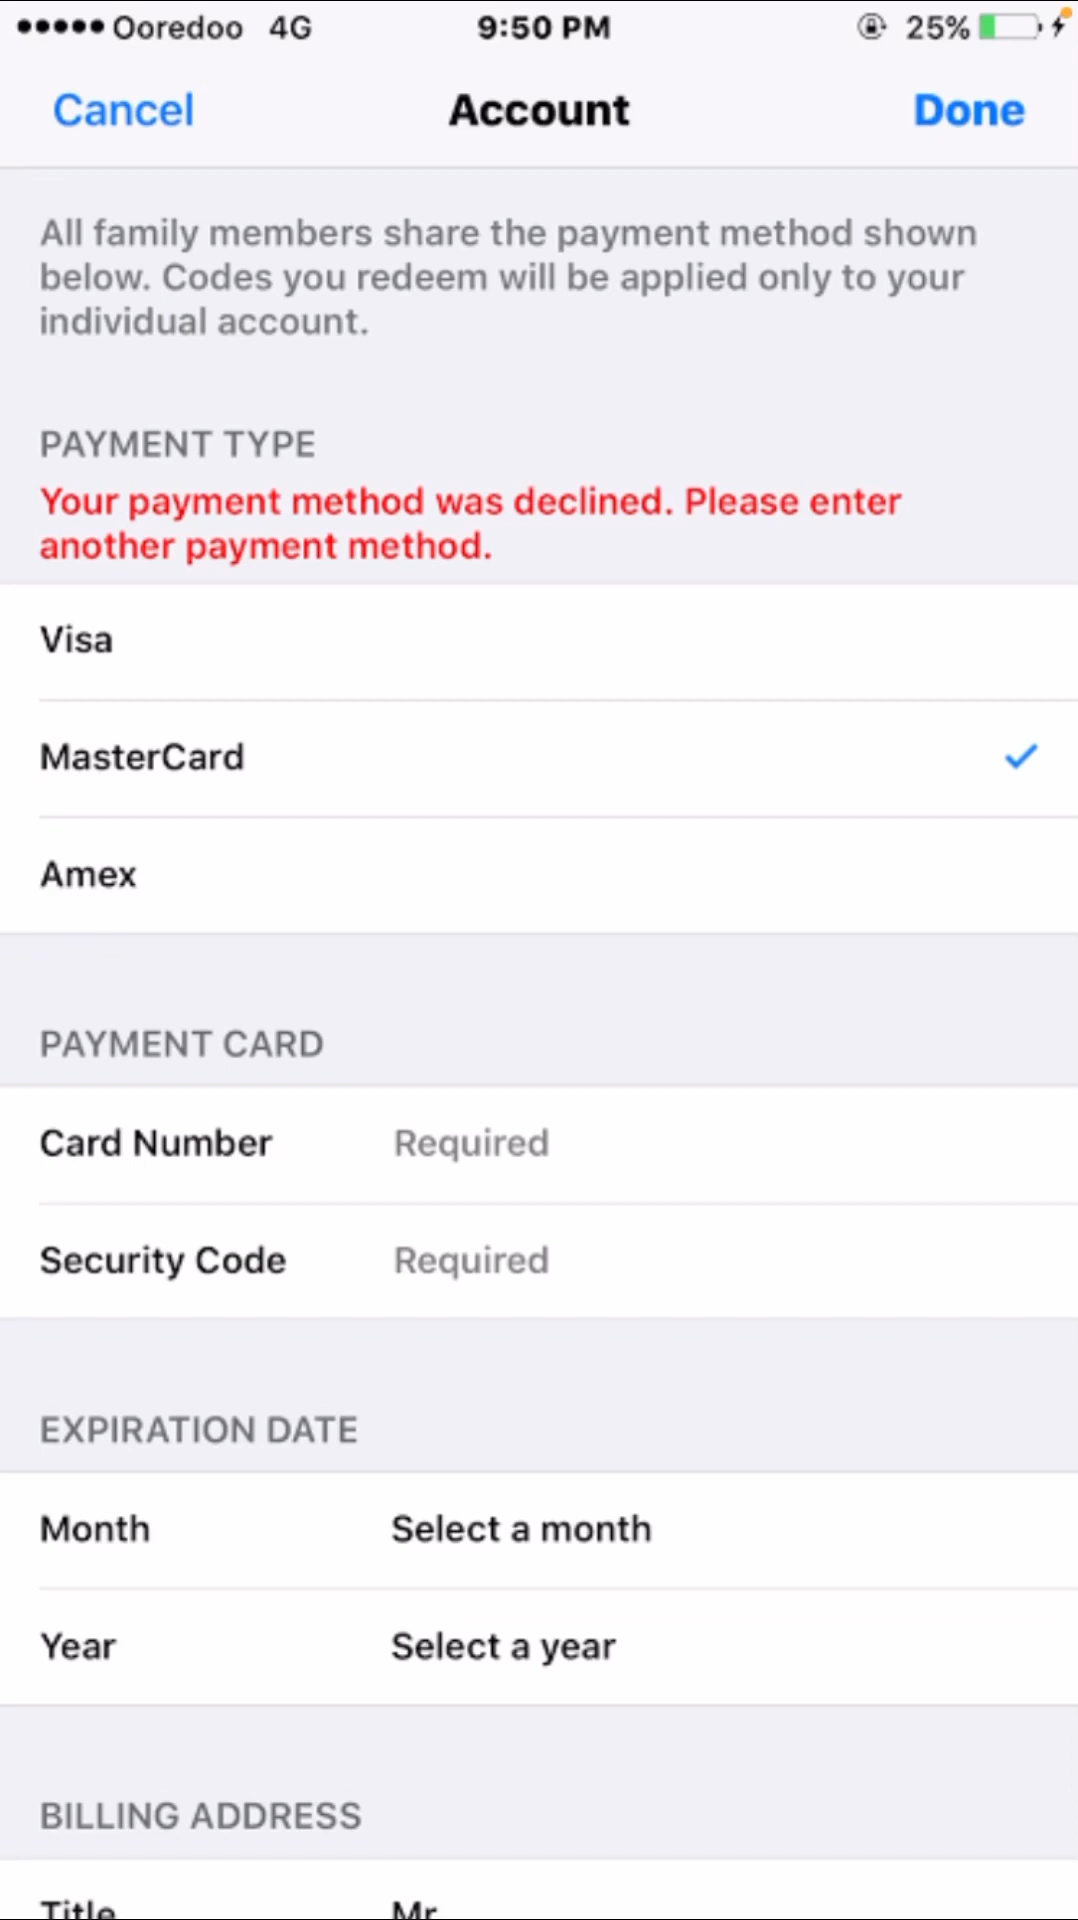 Ooredoo 4G 9:50 PM 25%
Cancel Account Done
All family members share the payment method shown
below. Codes you redeem will be applied only to your
individual account.
PAYMENT TYPE
Your payment method was declined. Please enter
another payment method.
Visa
MasterCard
Amex
PAYMENT CARD
Card Number Required
Security Code Required
EXPIRATION DATE
Month Select a month
Year Select a year
BILLING ADDRESS
Title Mr